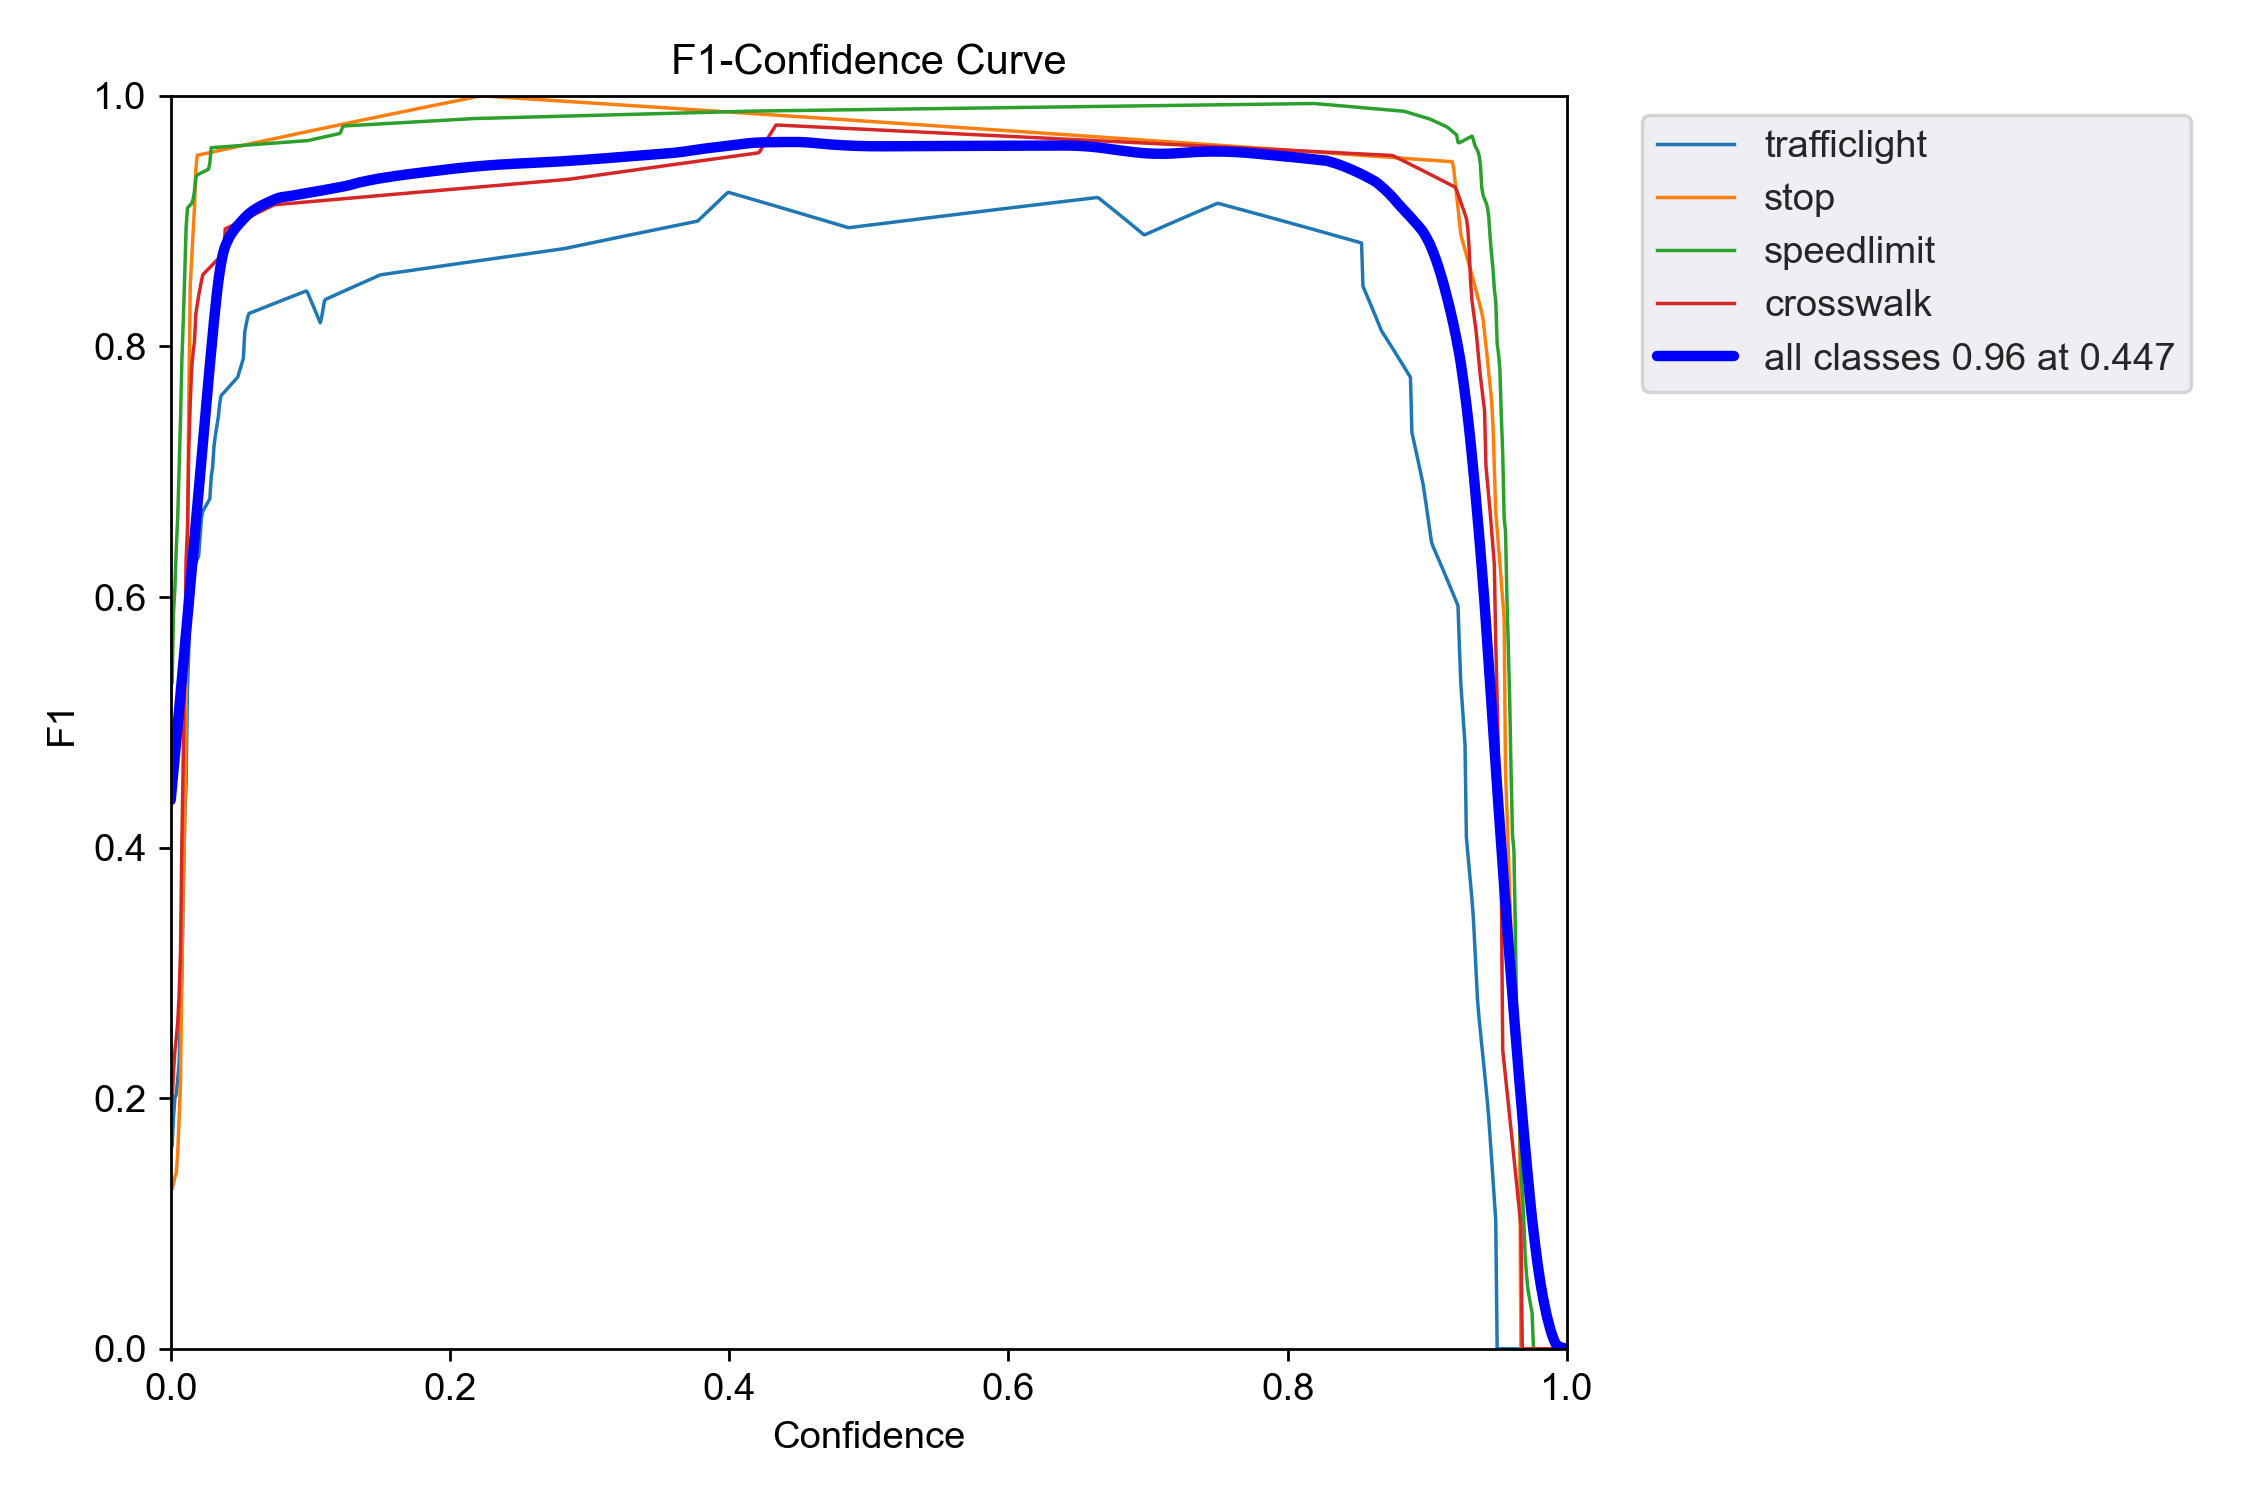 F1-Confidence Curve
1.0
0.8
0.6
0.4
0.2
0.0
F1
0.0 0.2 0.4 0.6 0.8 1.0
Confidence
trafficlight
stop
speedlimit
crosswalk
all classes 0.96 at 0.447